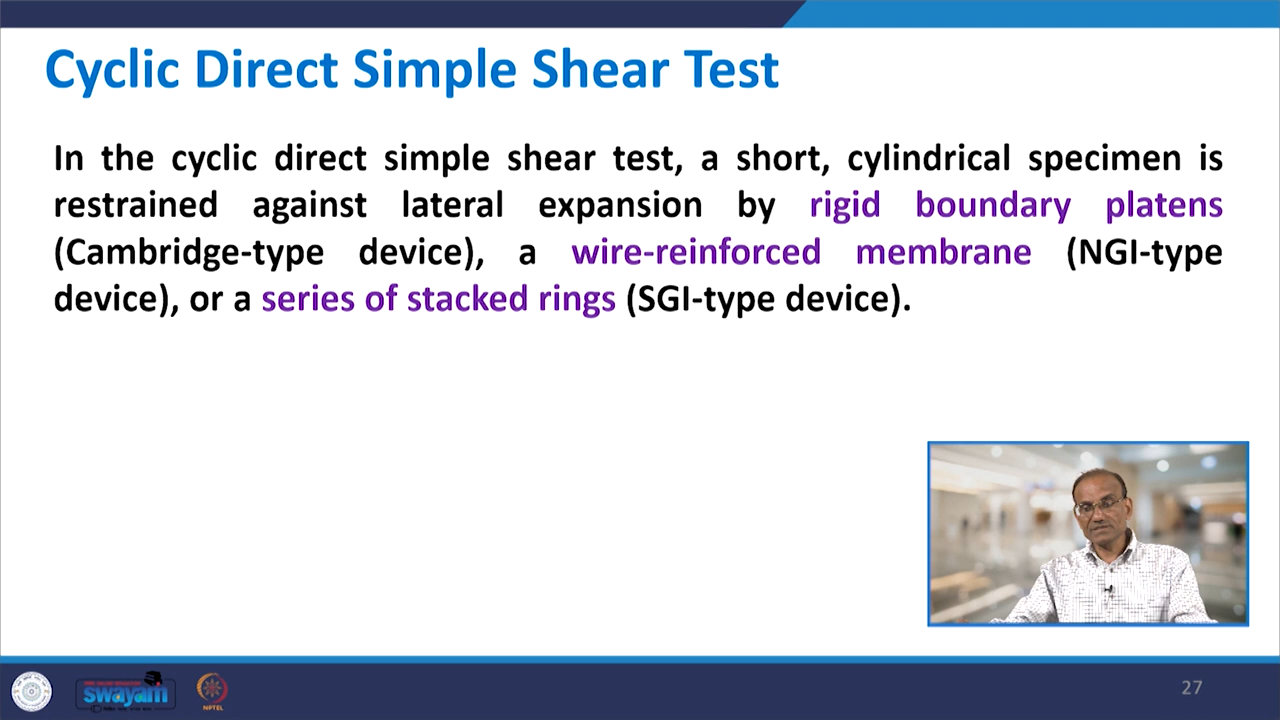 Cyclic Direct Simple Shear Test
In the cyclic direct simple shear test, a short, cylindrical specimen is
restrained against lateral expansion by rigid boundary platens
(Cambridge-type device), a wire-reinforced membrane (NGI-type
device), or a series of stacked rings (SGI-type device).
swayam
NPTEL
27